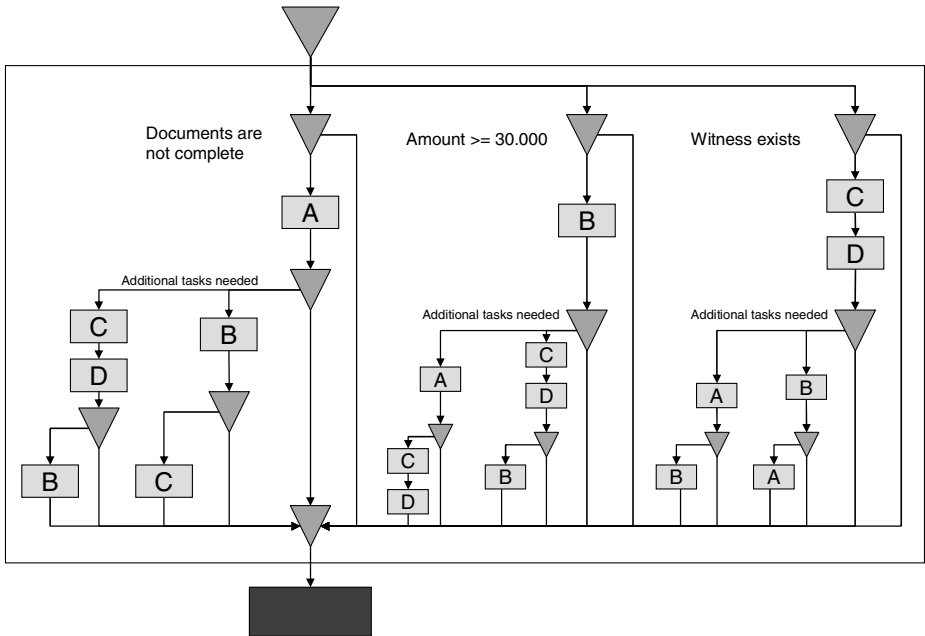 Documents are
not complete
Amount >= 30.000
Witness exists
A
B
C
D
Additional tasks needed
C
D
B
B
C
Additional tasks needed
A
C
D
C
D
B
Additional tasks needed
A
B
B
A